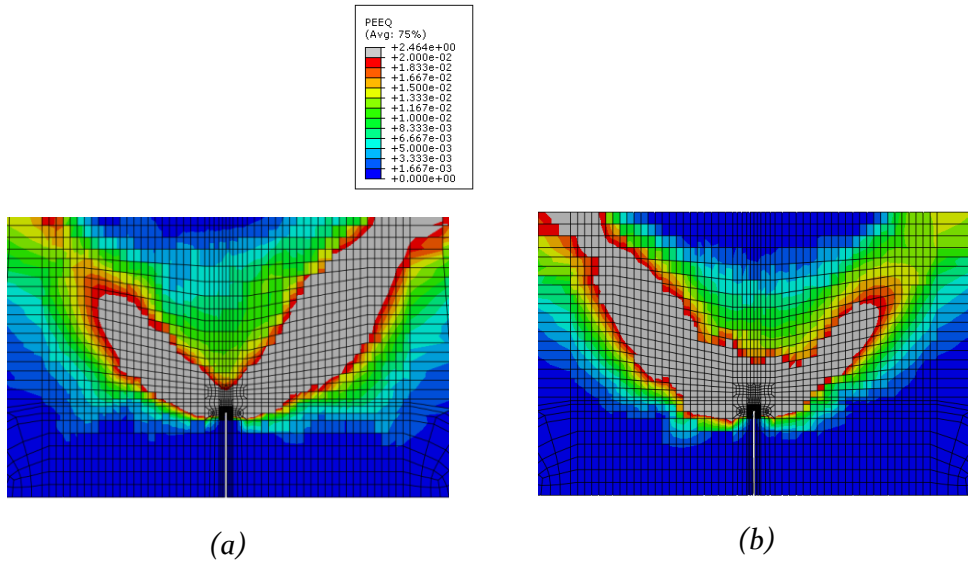 PEEQ
(Avg: 75%)
+2.464e+00
+2.000e-02
+1.833e-02
+1.667e-02
+1.500e-02
+1.333e-02
+1.167e-02
+1.000e-02
+8.333e-03
+6.667e-03
+5.000e-03
+3.333e-03
+1.667e-03
+0.000e+00
(a)
(b)